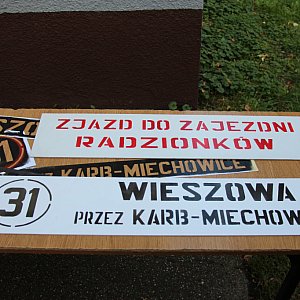 ZJAZD DO ZAJEZDNI
RADZIONKÓW
KARB-MIECHOWICE
31
WIESZOWA
PRZEZ KARB-MIECHOW